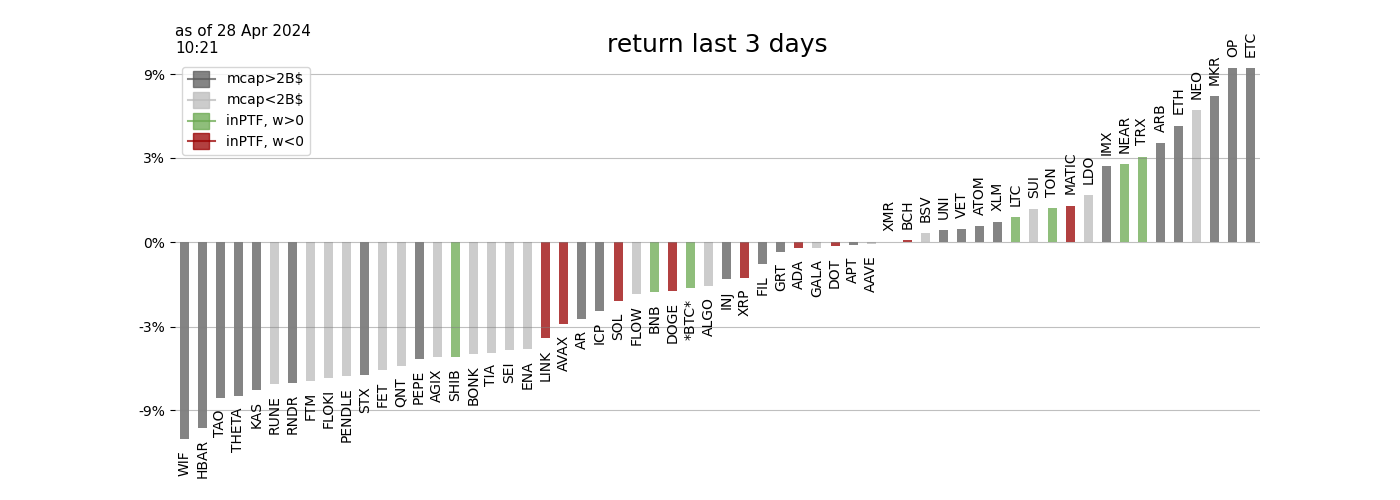 as of 28 Apr 2024
10:21
return last 3 days
mcap>2B$
mcap<2B$
inPTF, w>0
inPTF, w<0
9%
3%
0%
-3%
-9%
WIF
HBAR
TAO
THETA
KAS
RUNE
RNDR
FTM
FLOKI
PENDLE
STX
FET
QNT
PEPE
AGIX
SHIB
BONK
TIA
SEI
ENA
LINK
AVAX
AR
ICP
SOL
FLOW
BNB
DOGE
*BTC*
ALGO
INJ
XRP
FIL
GRT
ADA
GALA
DOT
APT
AAVE
XMR
BCH
BSV
UNI
VET
ATOM
XLM
LTC
SUI
TON
MATIC
LDO
IMX
NEAR
TRX
ARB
ETH
NEO
MKR
OP
ETC